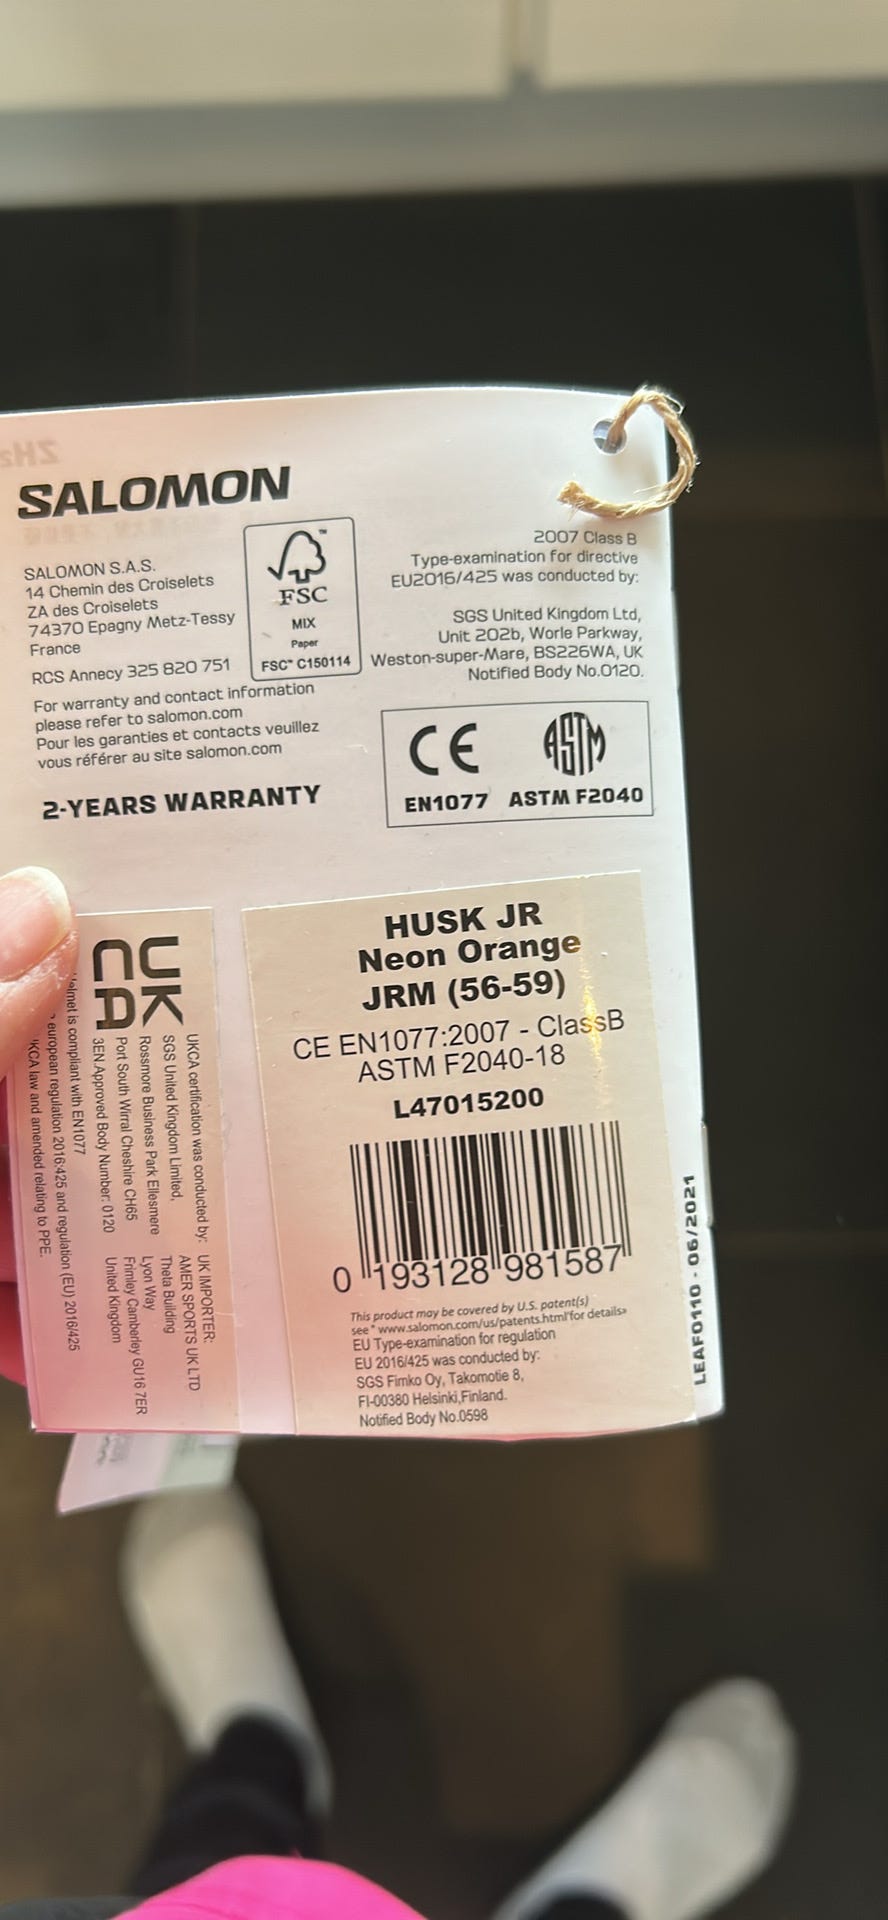 SALOMON
SALOMON S.A.S.
14 Chemin des Croiselets
ZA des Croiselets
74370 Epagny Metz-Tessy
France
RCS Annecy 325 820 751
FSC
MIX
Paper
FSC™ C150114
2007 Class B
Type-examination for directive
EU2016/425 was conducted by:
SGS United Kingdom Ltd,
Unit 202b, Worle Parkway,
Weston-super-Mare, BS226WA, UK
Notified Body No.0120.
For warranty and contact information
please refer to salomon.com
Pour les garanties et contacts veuillez
vous référer au site salomon.com
2-YEARS WARRANTY
CE ASTM
EN1077 ASTM F2040
HUSK JR
Neon Orange
JRM (56-59)
CE EN1077:2007 - ClassB
ASTM F2040-18
L47015200
0 193128 981587
This product may be covered by U.S. patent(s)
see " www.salomon.com/us/patents.html'for details»
EU Type-examination for regulation
EU 2016/425 was conducted by:
SGS Fimko Oy, Takomotie 8,
FI-00380 Helsinki,Finland.
Notified Body No.0598
UK
CA
UKCA certification was conducted by:
SGS United Kingdom Limited,
Rossmore Business Park Ellesmere
Port South Wirral Cheshire CH65
3EN.Approved Body Number: 0120
UK IMPORTER:
AMER SPORTS UK LTD
Theta Building
Lyon Way
Frimley Camberley GU16 7ER
United Kingdom
is compliant with EN1077
european regulation 2016:425 and regulation (EU) 2016/425
law and amended relating to PPE.
LEAF0110 - 06/2021